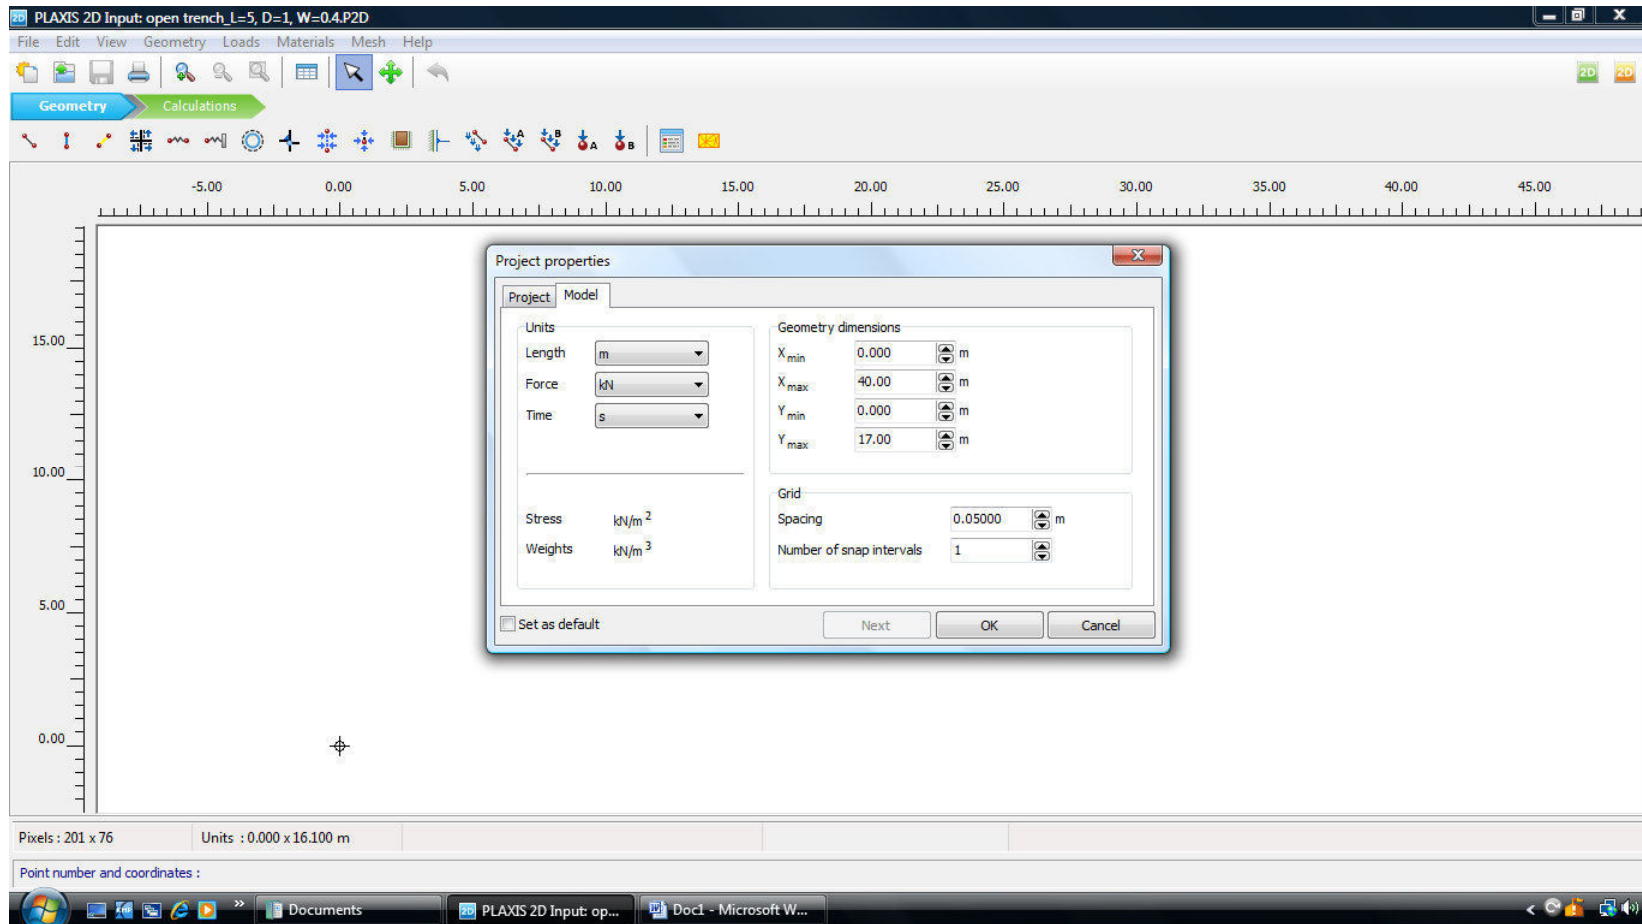 2D PLAXIS 2D Input: open trench_L=5, D=1, W=0.4.P2D
File Edit View Geometry Loads Materials Mesh Help
2D 2D
Geometry Calculations
A B A B
-5.00 0.00 5.00 10.00 15.00 20.00 25.00 30.00 35.00 40.00 45.00
15.00
10.00
5.00
0.00
Project properties
Project Model
Units
Length m
Force kN
Time s
Stress kN/m 2
Weights kN/m 3
Geometry dimensions
X min 0.000 m
X max 40.00 m
Y min 0.000 m
Y max 17.00 m
Grid
Spacing 0.05000 m
Number of snap intervals 1
Set as default Next OK Cancel
Pixels : 201 x 76 Units : 0.000 x 16.100 m
Point number and coordinates :
» Documents 2D PLAXIS 2D Input: op... Doc1 - Microsoft W... <